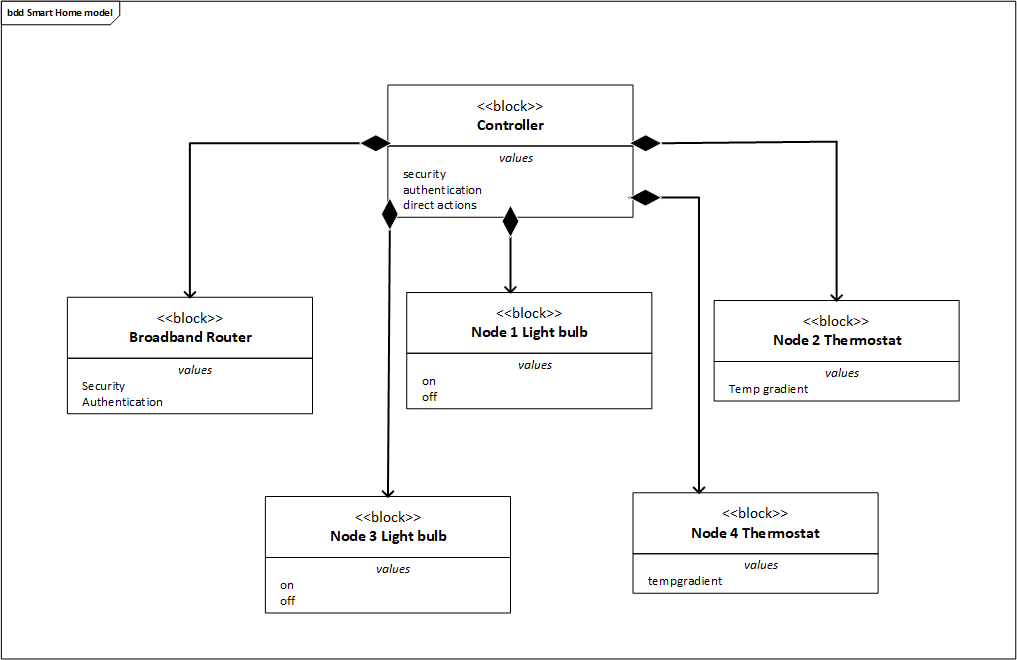 bdd Smart Home model
<<block>>
Controller
values
security
authentication
direct actions
<<block>>
Broadband Router
values
Security
Authentication
<<block>>
Node 1 Light bulb
values
on
off
<<block>>
Node 2 Thermostat
values
Temp gradient
<<block>>
Node 3 Light bulb
values
on
off
<<block>>
Node 4 Thermostat
values
tempgradient